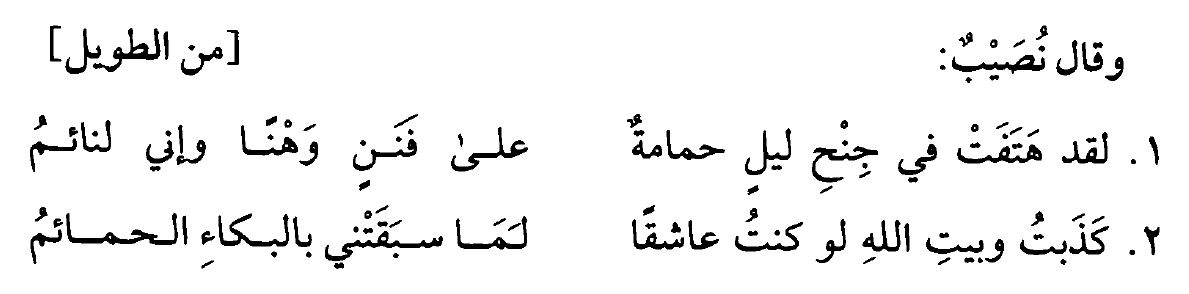 وقال نُصَيْبٌ: [من الطويل]
١. لقد هَتَفَتْ في جِنْحِ ليلٍ حمامةٌ على فَنَنٍ وَهْنًا وإني لنائمُ
٢. كَذَبتُ وبيتِ اللهِ لو كنتُ عاشقًا لَمَا سبَقَتْني بالبكاءِ الحمائمُ